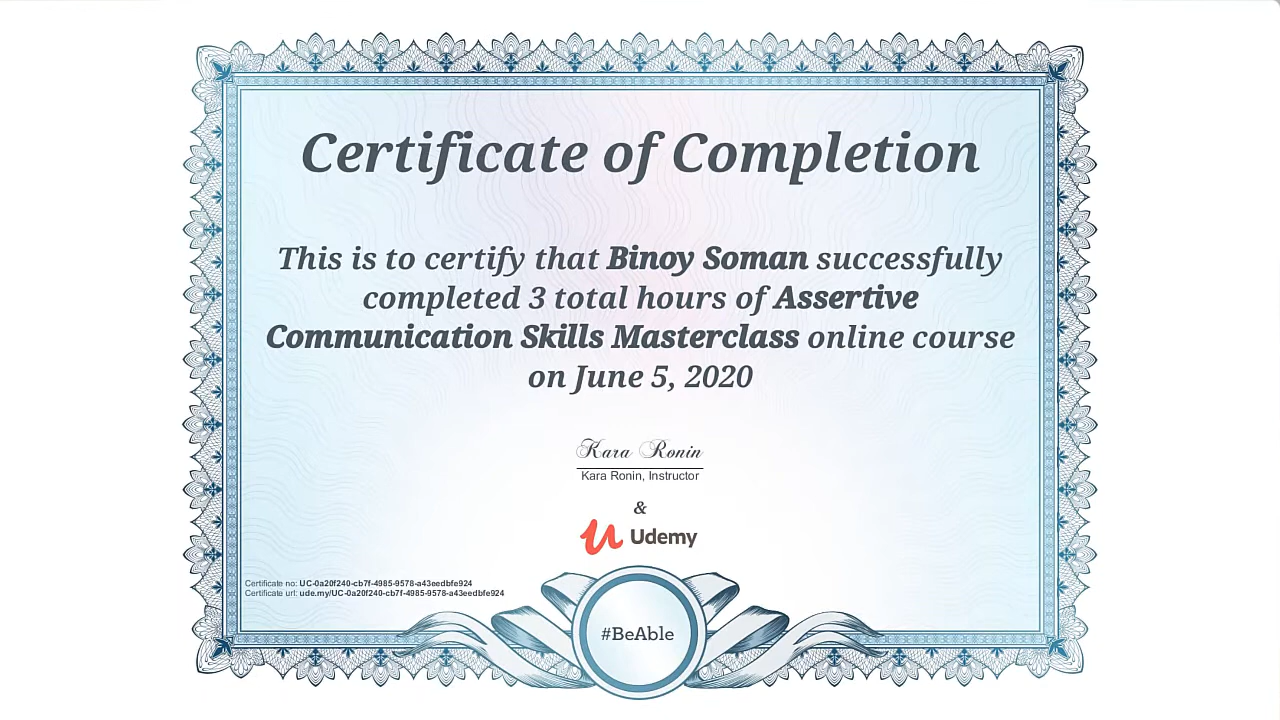 Certificate of Completion
This is to certify that Binoy Soman successfully
completed 3 total hours of Assertive
Communication Skills Masterclass online course
on June 5, 2020
Kara Ronin
Kara Ronin, Instructor
&
Udemy
Certificate no: UC-0a20f240-cb7f-4985-9578-a43eedbfe924
Certificate url: ude.my/UC-0a20f240-cb7f-4985-9578-a43eedbfe924
#BeAble